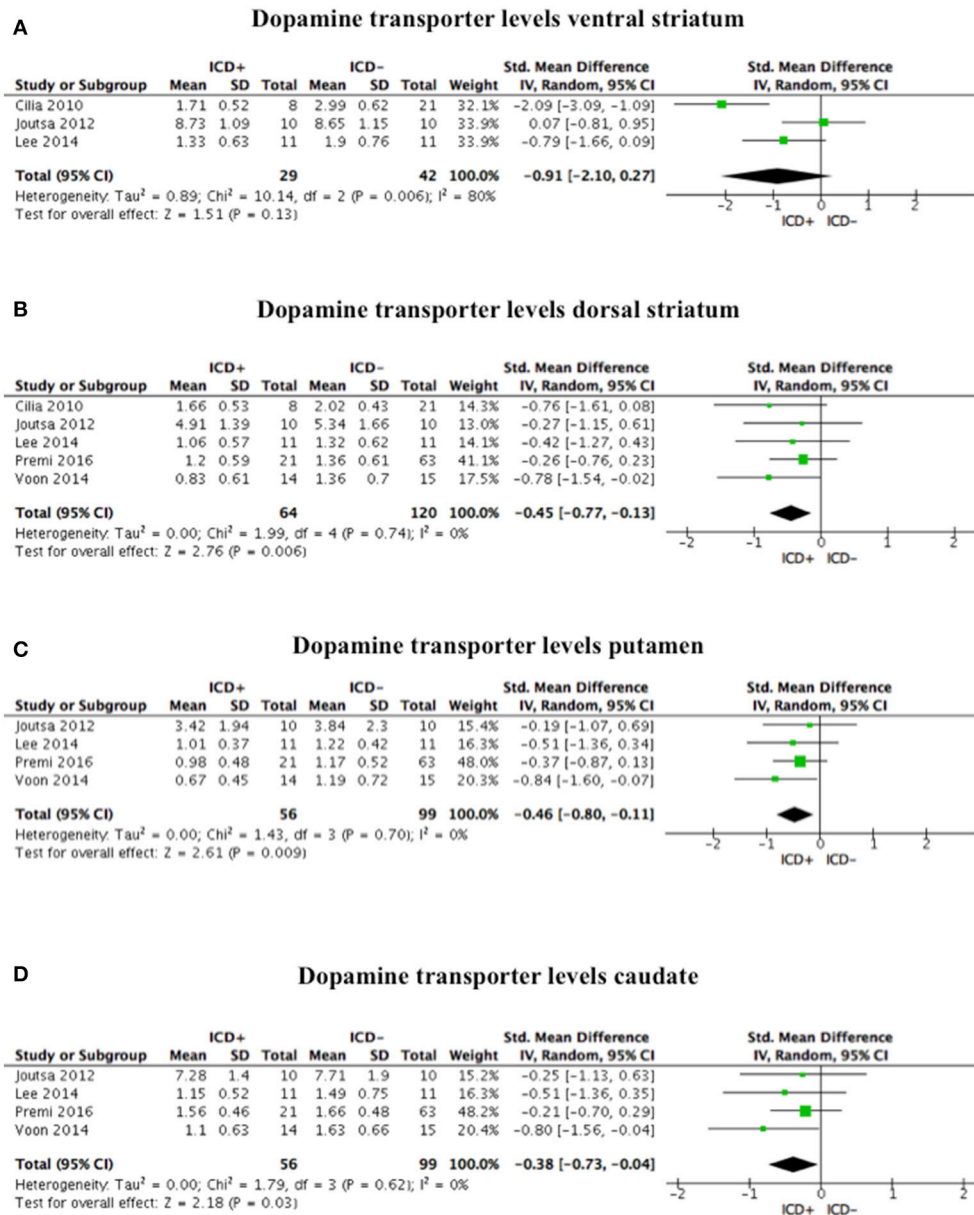 A
Dopamine transporter levels ventral striatum
ICD+ ICD− Std. Mean Difference Std. Mean Difference
Study or Subgroup Mean SD Total Mean SD Total Weight IV, Random, 95% CI IV, Random, 95% CI
Cilia 2010 1.71 0.52 8 2.99 0.62 21 32.1% −2.09 [−3.09, −1.09]
Joutsa 2012 8.73 1.09 10 8.65 1.15 10 33.9% 0.07 [−0.81, 0.95]
Lee 2014 1.33 0.63 11 1.9 0.76 11 33.9% −0.79 [−1.66, 0.09]
Total (95% CI) 29 42 100.0% −0.91 [−2.10, 0.27]
Heterogeneity: Tau² = 0.89; Chi² = 10.14, df = 2 (P = 0.006); I² = 80%
Test for overall effect: Z = 1.51 (P = 0.13)
−2 −1 0 1 2
ICD+ ICD−
B
Dopamine transporter levels dorsal striatum
ICD+ ICD− Std. Mean Difference Std. Mean Difference
Study or Subgroup Mean SD Total Mean SD Total Weight IV, Random, 95% CI IV, Random, 95% CI
Cilia 2010 1.66 0.53 8 2.02 0.43 21 14.3% −0.76 [−1.61, 0.08]
Joutsa 2012 4.91 1.39 10 5.34 1.66 10 13.0% −0.27 [−1.15, 0.61]
Lee 2014 1.06 0.57 11 1.32 0.62 11 14.1% −0.42 [−1.27, 0.43]
Premi 2016 1.2 0.59 21 1.36 0.61 63 41.1% −0.26 [−0.76, 0.23]
Voon 2014 0.83 0.61 14 1.36 0.7 15 17.5% −0.78 [−1.54, −0.02]
Total (95% CI) 64 120 100.0% −0.45 [−0.77, −0.13]
Heterogeneity: Tau² = 0.00; Chi² = 1.99, df = 4 (P = 0.74); I² = 0%
Test for overall effect: Z = 2.76 (P = 0.006)
−2 −1 0 1 2
ICD+ ICD−
C
Dopamine transporter levels putamen
ICD+ ICD− Std. Mean Difference Std. Mean Difference
Study or Subgroup Mean SD Total Mean SD Total Weight IV, Random, 95% CI IV, Random, 95% CI
Joutsa 2012 3.42 1.94 10 3.84 2.3 10 15.4% −0.19 [−1.07, 0.69]
Lee 2014 1.01 0.37 11 1.22 0.42 11 16.3% −0.51 [−1.36, 0.34]
Premi 2016 0.98 0.48 21 1.17 0.52 63 48.0% −0.37 [−0.87, 0.13]
Voon 2014 0.67 0.45 14 1.19 0.72 15 20.3% −0.84 [−1.60, −0.07]
Total (95% CI) 56 99 100.0% −0.46 [−0.80, −0.11]
Heterogeneity: Tau² = 0.00; Chi² = 1.43, df = 3 (P = 0.70); I² = 0%
Test for overall effect: Z = 2.61 (P = 0.009)
−2 −1 0 1 2
ICD+ ICD−
D
Dopamine transporter levels caudate
ICD+ ICD− Std. Mean Difference Std. Mean Difference
Study or Subgroup Mean SD Total Mean SD Total Weight IV, Random, 95% CI IV, Random, 95% CI
Joutsa 2012 7.28 1.4 10 7.71 1.9 10 15.2% −0.25 [−1.13, 0.63]
Lee 2014 1.15 0.52 11 1.49 0.75 11 16.3% −0.51 [−1.36, 0.35]
Premi 2016 1.56 0.46 21 1.66 0.48 63 48.2% −0.21 [−0.70, 0.29]
Voon 2014 1.1 0.63 14 1.63 0.66 15 20.4% −0.80 [−1.56, −0.04]
Total (95% CI) 56 99 100.0% −0.38 [−0.73, −0.04]
Heterogeneity: Tau² = 0.00; Chi² = 1.79, df = 3 (P = 0.62); I² = 0%
Test for overall effect: Z = 2.18 (P = 0.03)
−2 −1 0 1 2
ICD+ ICD−